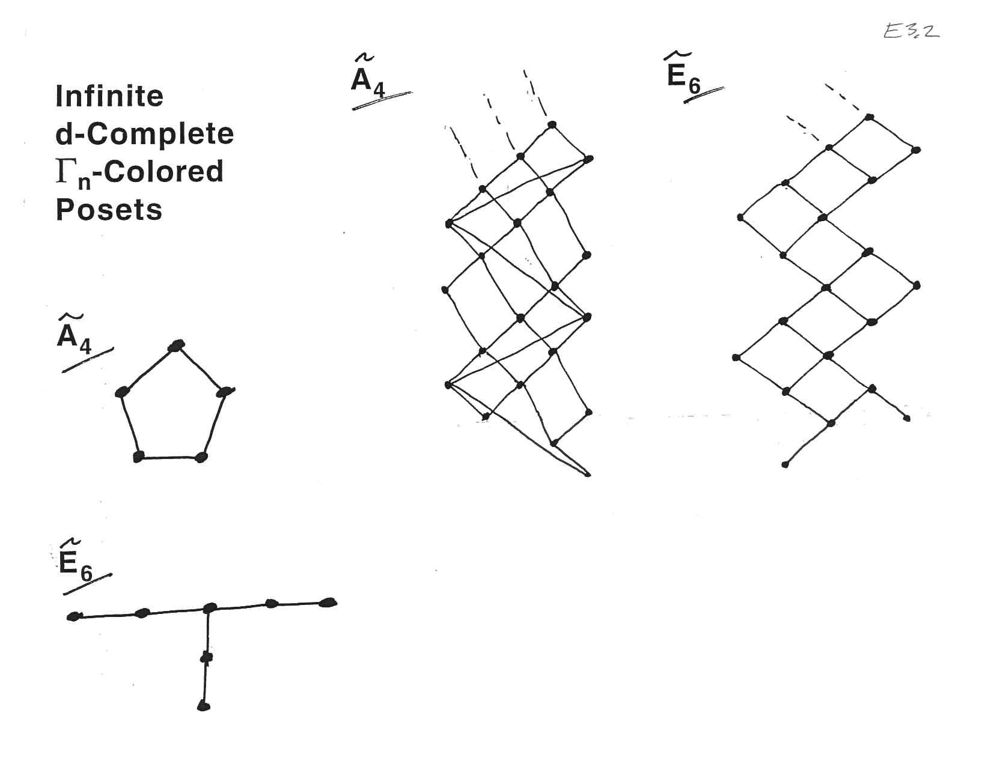 E3.2
Infinite
d-Complete
Γn-Colored
Posets
Ã4
Ẽ6
Ã4
Ẽ6